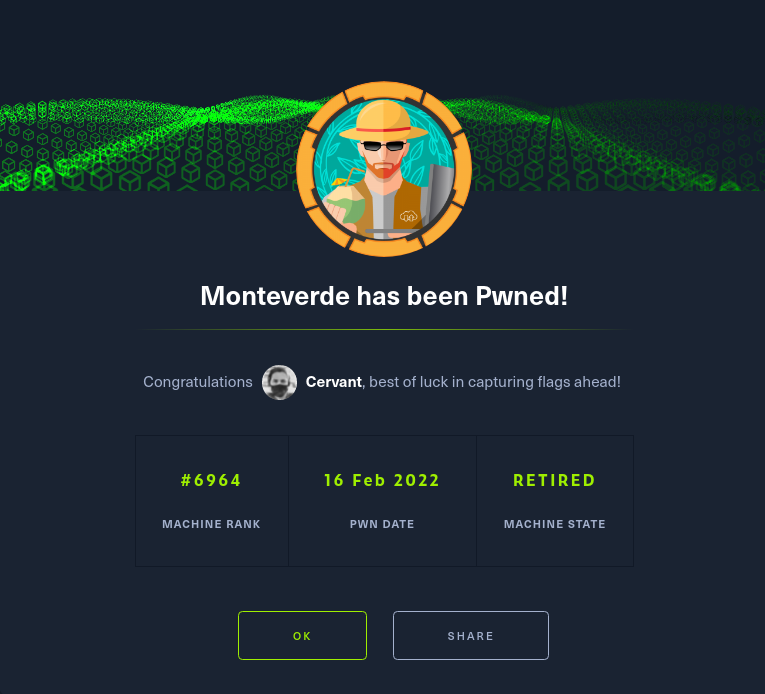 Monteverde has been Pwned!
Congratulations Cervant, best of luck in capturing flags ahead!
#6964 16 Feb 2022 RETIRED
MACHINE RANK PWN DATE MACHINE STATE
OK SHARE